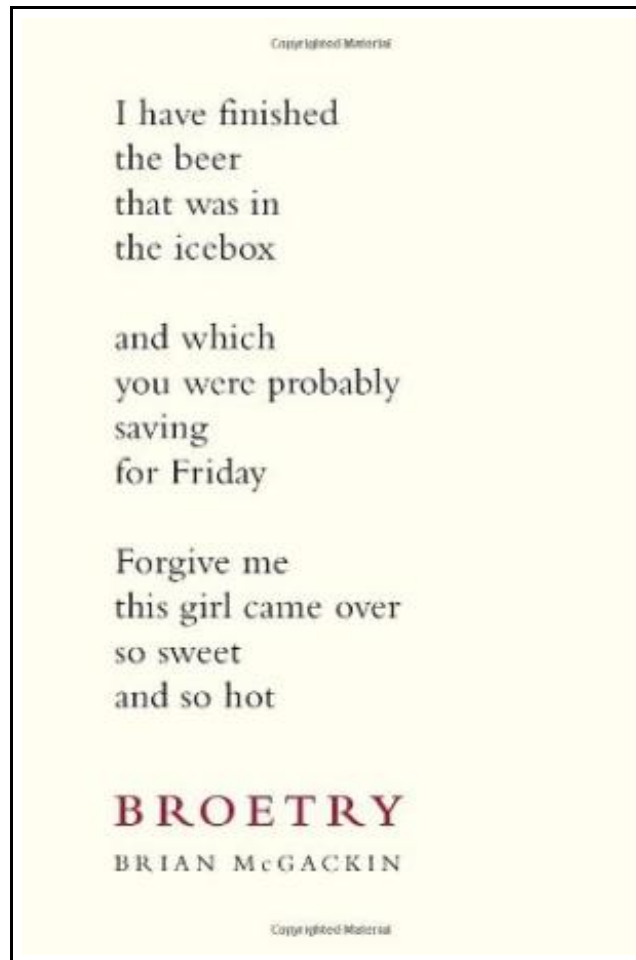 Copyrighted Material
I have finished
the beer
that was in
the icebox
and which
you were probably
saving
for Friday
Forgive me
this girl came over
so sweet
and so hot
BROETRY
BRIAN McGACKIN
Copyrighted Material